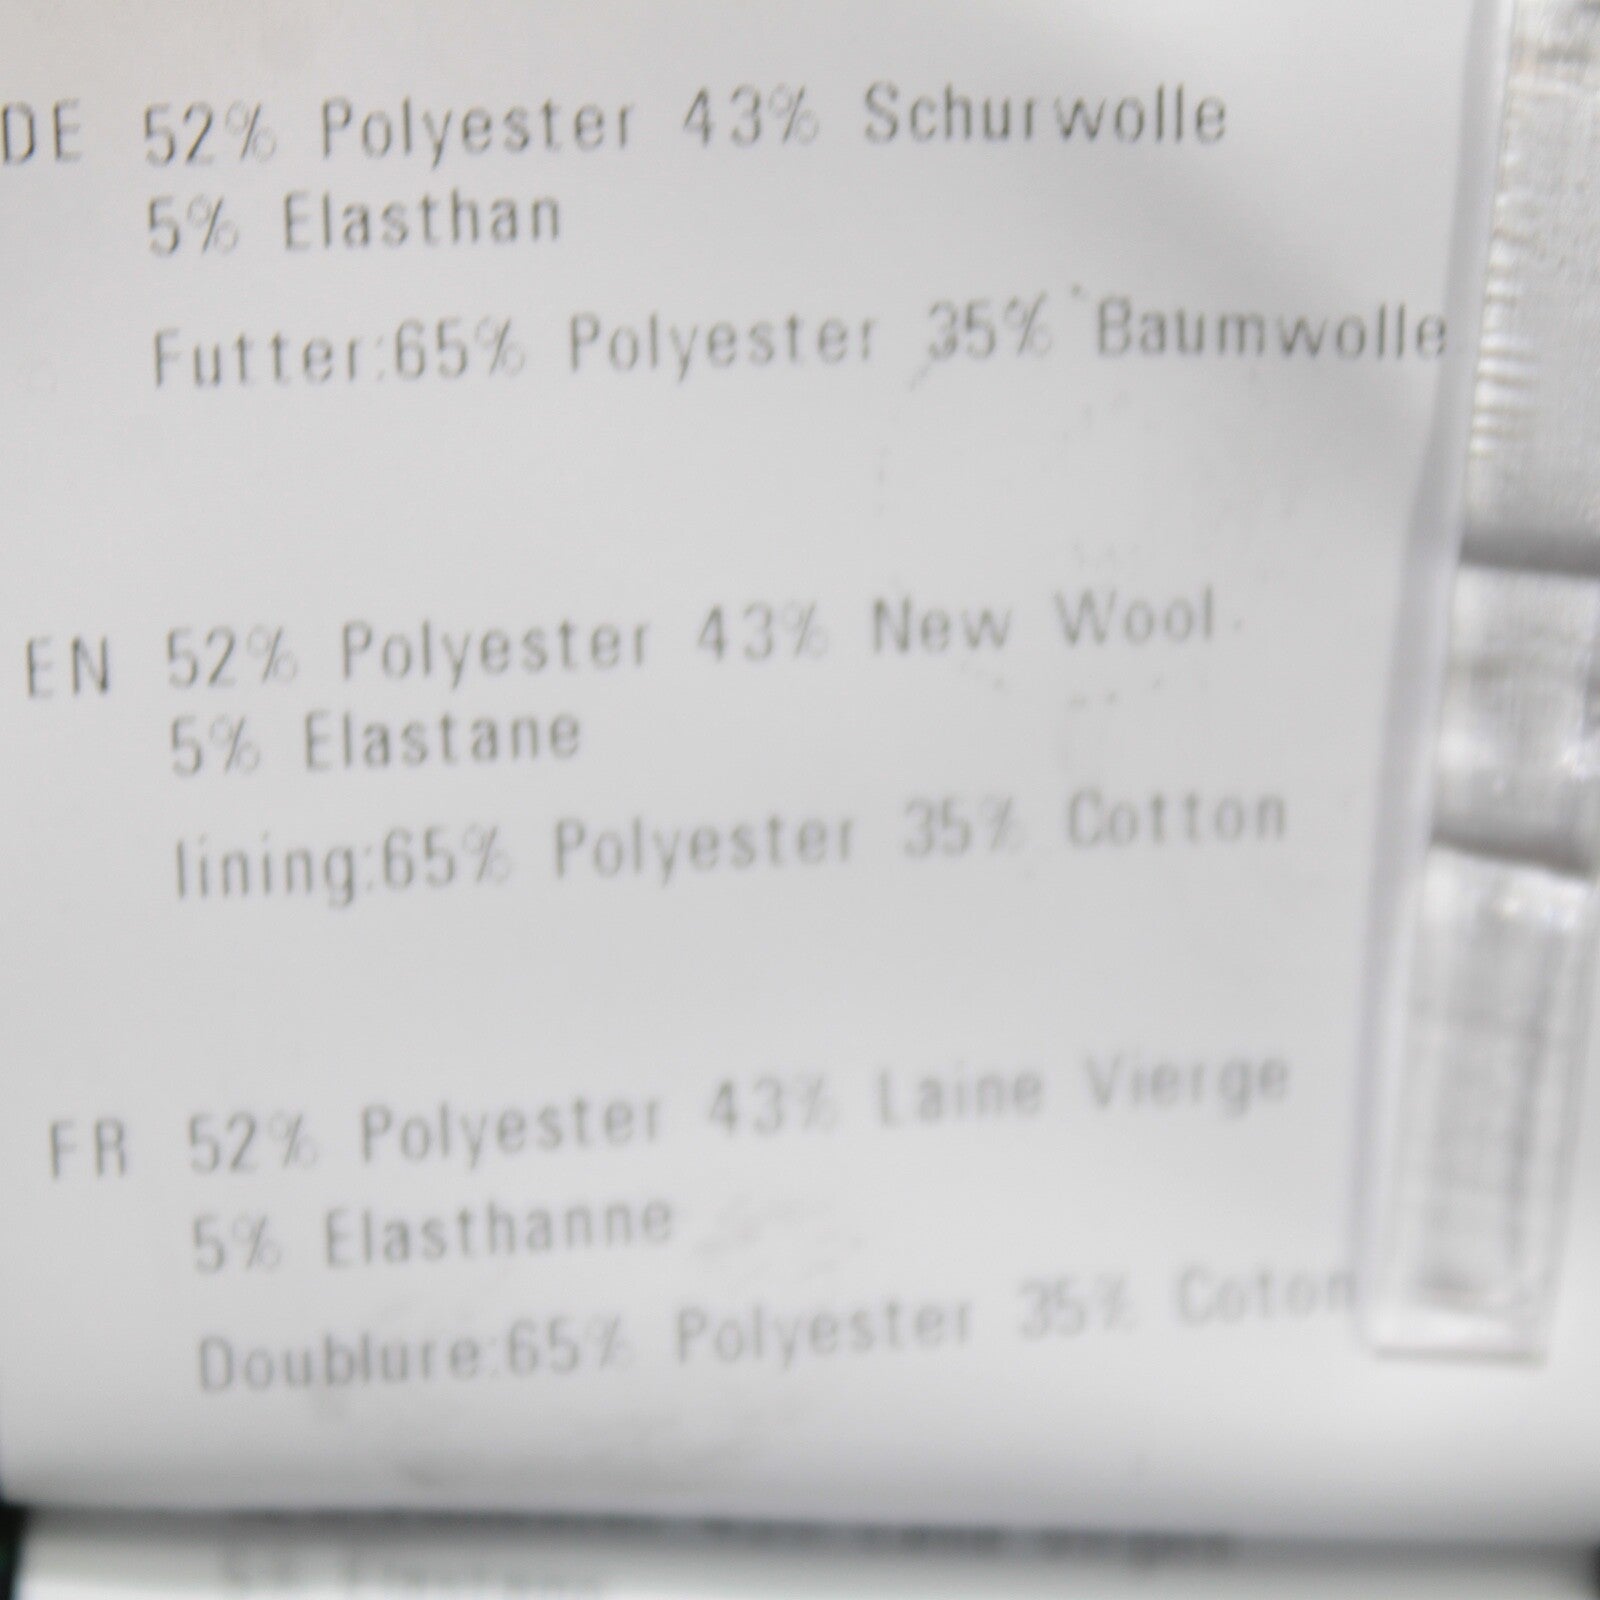 DE 52% Polyester 43% Schurwolle
5% Elasthan
Futter:65% Polyester 35% Baumwolle
EN 52% Polyester 43% New Wool
5% Elastane
lining:65% Polyester 35% Cotton
FR 52% Polyester 43% Laine Vierge
5% Elasthanne
Doublure:65% Polyester 35% Coton